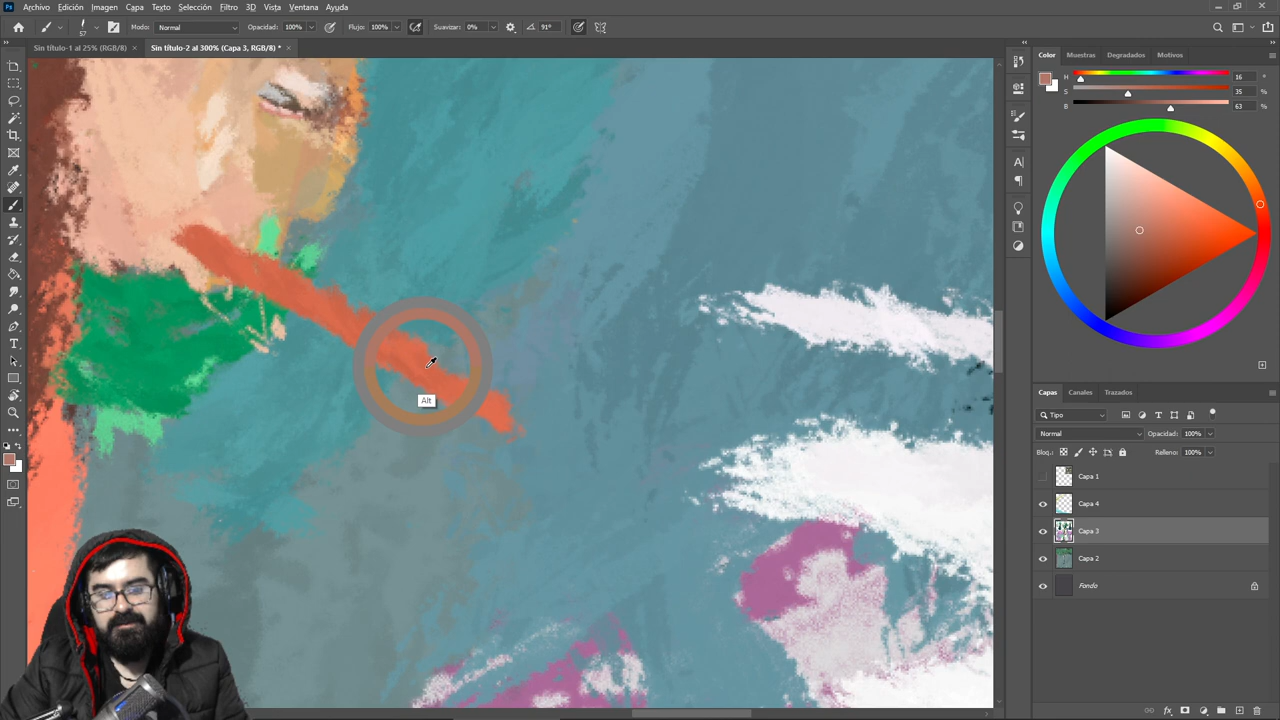 Ps Archivo Edición Imagen Capa Texto Selección Filtro 3D Vista Ventana Ayuda
57 Modo: Normal Opacidad: 100% Flujo: 100% Suavizar: 0% 91°
Sin título-1 al 25% (RGB/8) × Sin título-2 al 300% (Capa 3, RGB/8) * ×
Color Muestras Degradados Motivos
H 16 °
S 35 %
B 63 %
Alt
Capas Canales Trazados
Tipo
Normal Opacidad: 100%
Bloq.: Relleno: 100%
Capa 1
Capa 4
Capa 3
Capa 2
Fondo
fx